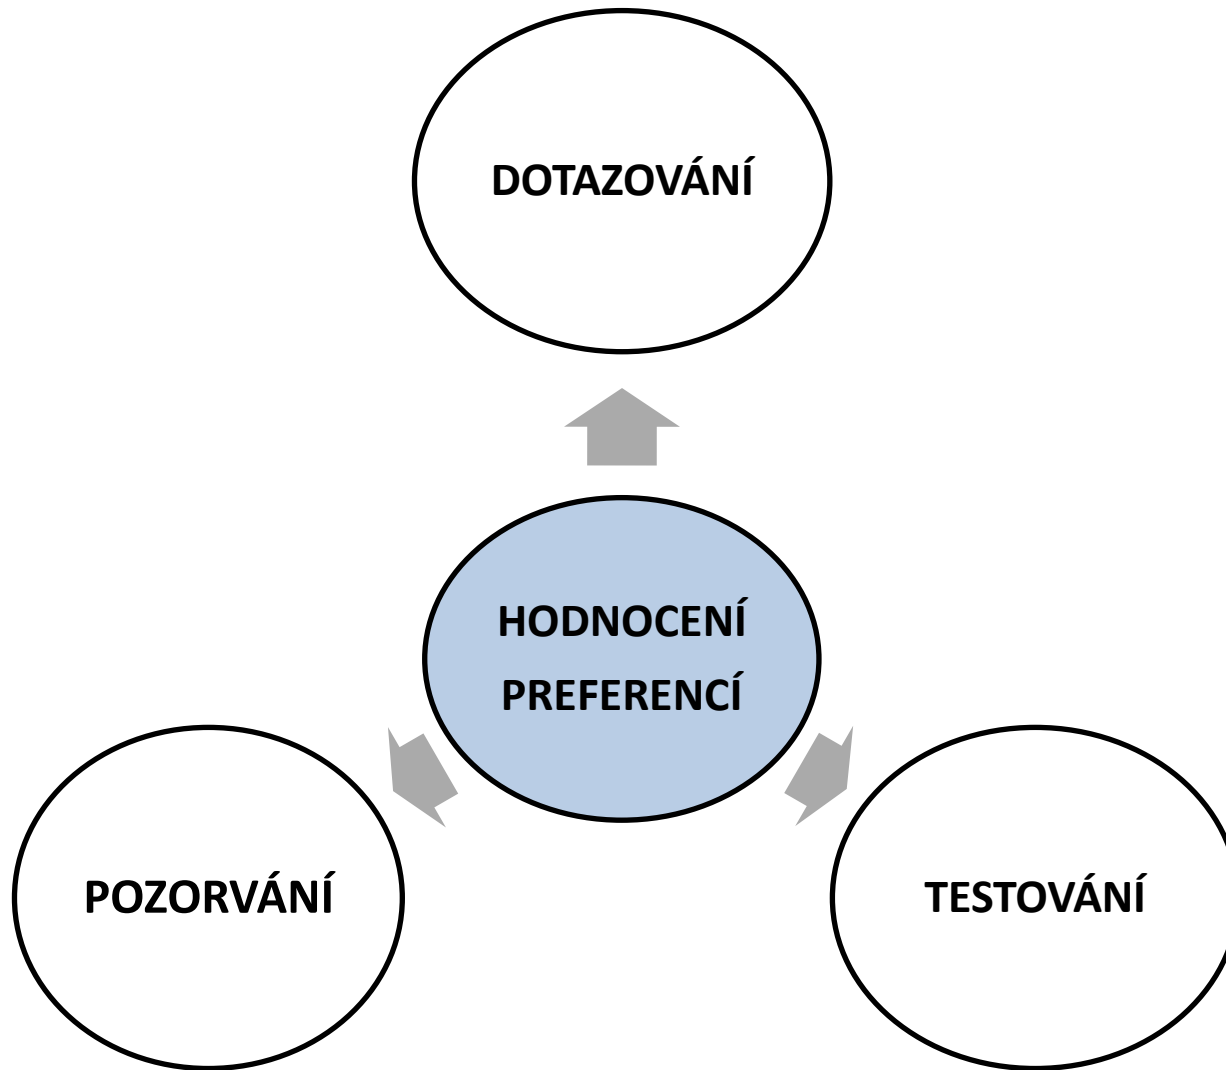 DOTAZOVÁNÍ
HODNOCENÍ
PREFERENCÍ
POZORVÁNÍ
TESTOVÁNÍ